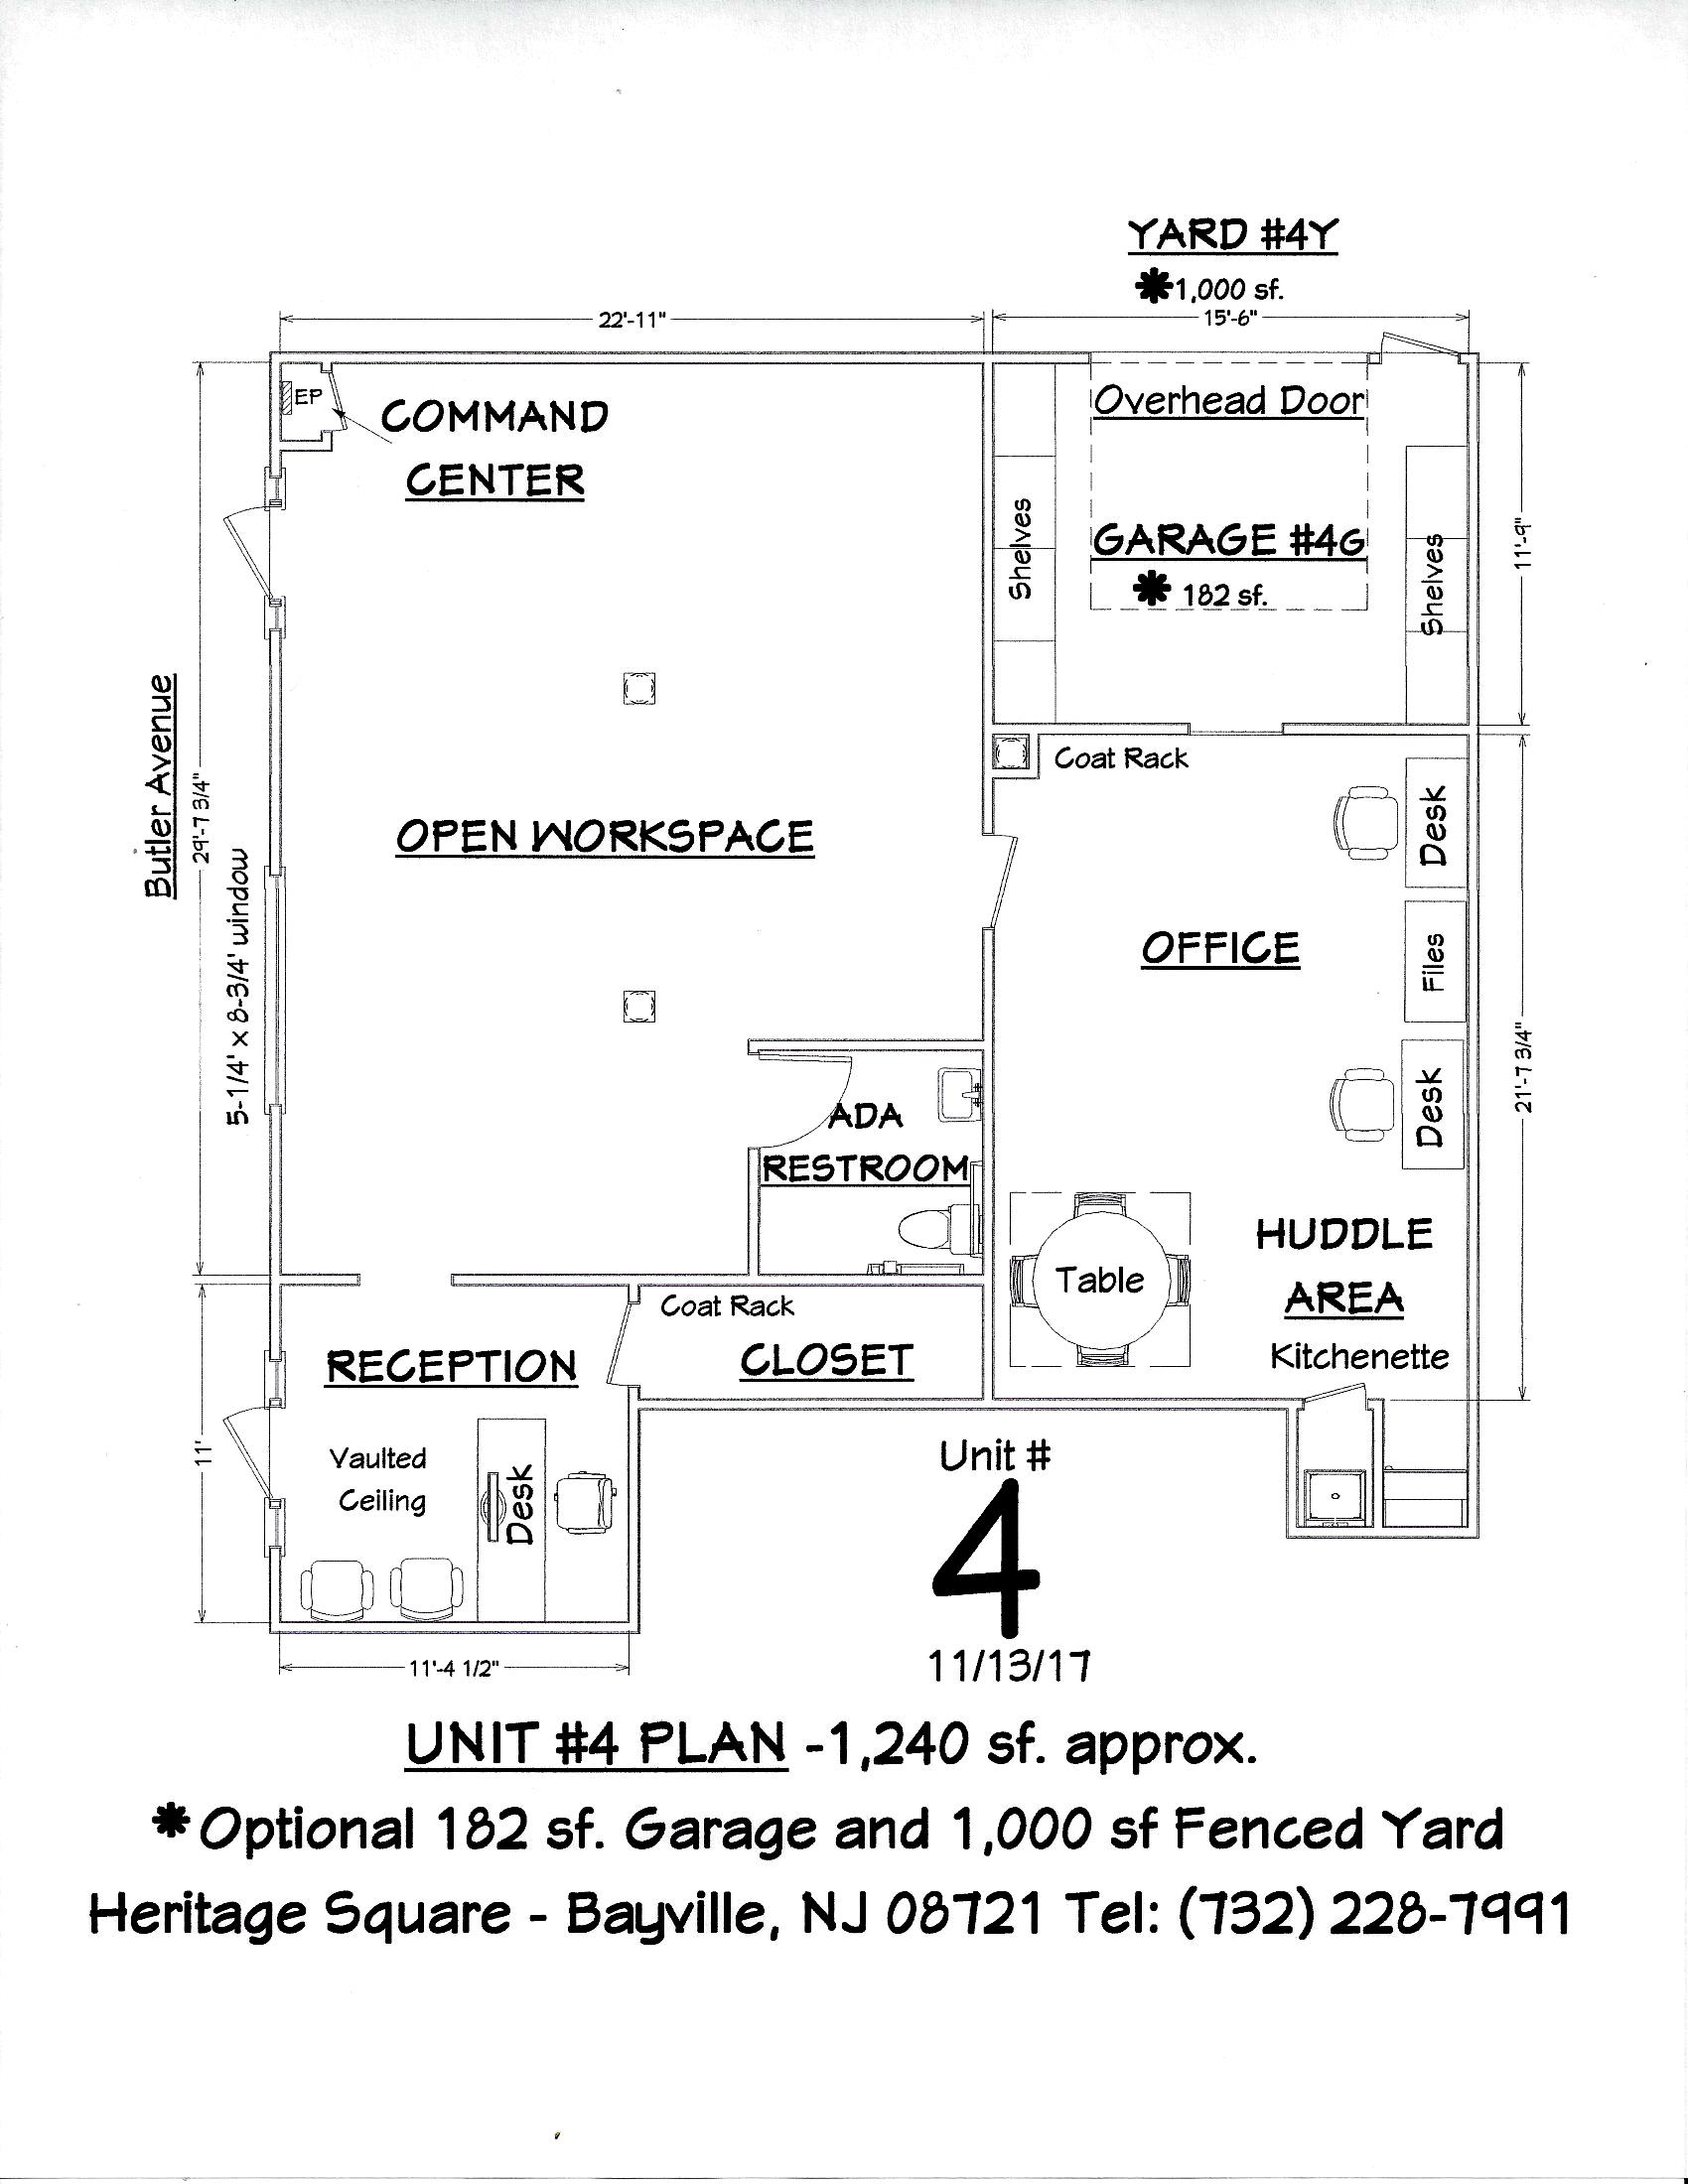 YARD #4Y
*1,000 sf.
22'-11"
15'-6"
EP
COMMAND
CENTER
Overhead Door
Shelves
GARAGE #4G
* 182 sf.
Shelves
11'-9"
Butler Avenue
29'-7 3/4"
5-1/4' x 8-3/4' window
OPEN WORKSPACE
Coat Rack
Desk
OFFICE
Files
Desk
21'-7 3/4"
ADA
RESTROOM
Table
HUDDLE
AREA
Kitchenette
Coat Rack
CLOSET
RECEPTION
11'
Vaulted
Ceiling
Desk
11'-4 1/2"
Unit #
4
11/13/17
UNIT #4 PLAN -1,240 sf. approx.
*Optional 182 sf. Garage and 1,000 sf Fenced Yard
Heritage Square - Bayville, NJ 08721 Tel: (732) 228-7991